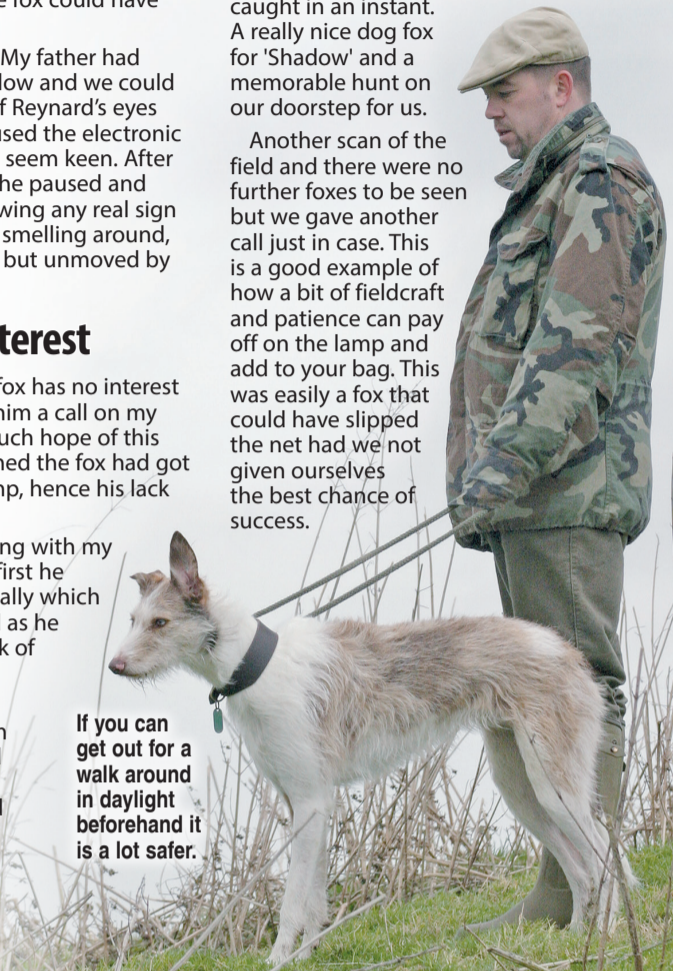 fox could have
My father had
low and we could
f Reynard's eyes
used the electronic
seem keen. After
he paused and
wing any real sign
smelling around,
but unmoved by
terest
fox has no interest
him a call on my
uch hope of this
ned the fox had got
mp, hence his lack
ng with my
first he
ally which
as he
k of
caught in an instant.
A really nice dog fox
for 'Shadow' and a
memorable hunt on
our doorstep for us.
Another scan of the
field and there were no
further foxes to be seen
but we gave another
call just in case. This
is a good example of
how a bit of fieldcraft
and patience can pay
off on the lamp and
add to your bag. This
was easily a fox that
could have slipped
the net had we not
given ourselves
the best chance of
success.
If you can
get out for a
walk around
in daylight
beforehand it
is a lot safer.